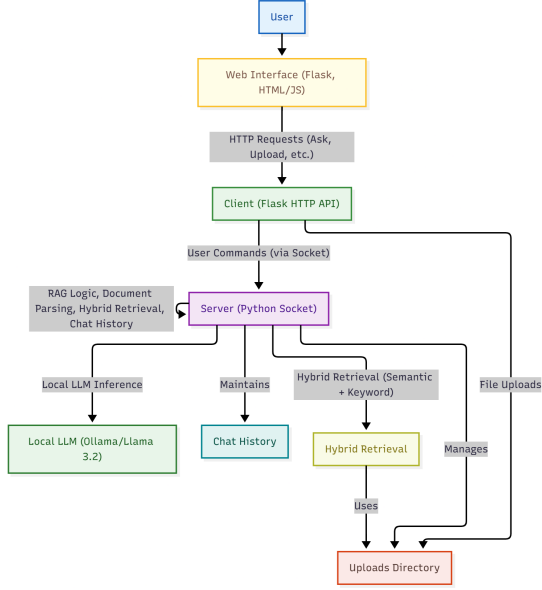 User
Web Interface (Flask,
HTML/JS)
HTTP Requests (Ask,
Upload, etc.)
Client (Flask HTTP API)
User Commands (via Socket)
RAG Logic, Document
Parsing, Hybrid Retrieval,
Chat History
Server (Python Socket)
Local LLM Inference
Maintains
Hybrid Retrieval (Semantic
+ Keyword)
File Uploads
Local LLM (Ollama/Llama
3.2)
Chat History
Hybrid Retrieval
Manages
Uses
Uploads Directory